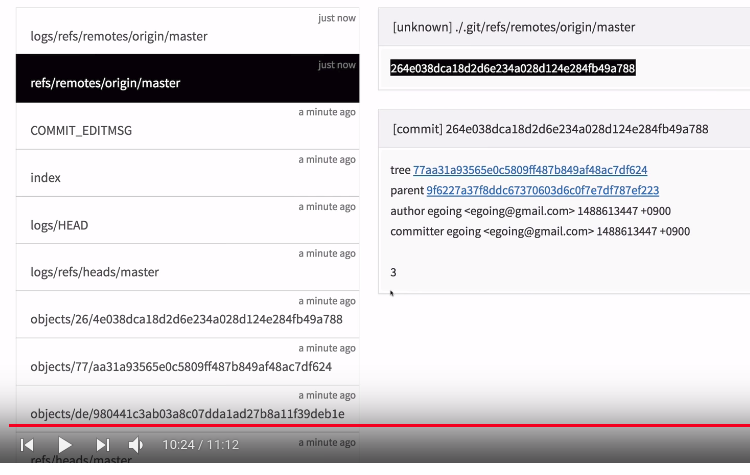 just now
logs/refs/remotes/origin/master
just now
refs/remotes/origin/master
a minute ago
COMMIT_EDITMSG
a minute ago
index
a minute ago
logs/HEAD
a minute ago
logs/refs/heads/master
a minute ago
objects/26/4e038dca18d2d6e234a028d124e284fb49a788
a minute ago
objects/77/aa31a93565e0c5809ff487b849af48ac7df624
a minute ago
objects/de/980441c3ab03a8c07dda1ad27b8a11f39deb1e
a minute ago
refs/heads/master
[unknown] ./.git/refs/remotes/origin/master
264e038dca18d2d6e234a028d124e284fb49a788
[commit] 264e038dca18d2d6e234a028d124e284fb49a788
tree 77aa31a93565e0c5809ff487b849af48ac7df624
parent 9f6227a37f8ddc67370603d6c0f7e7df787ef223
author egoing <egoing@gmail.com> 1488613447 +0900
committer egoing <egoing@gmail.com> 1488613447 +0900
3
10:24 / 11:12